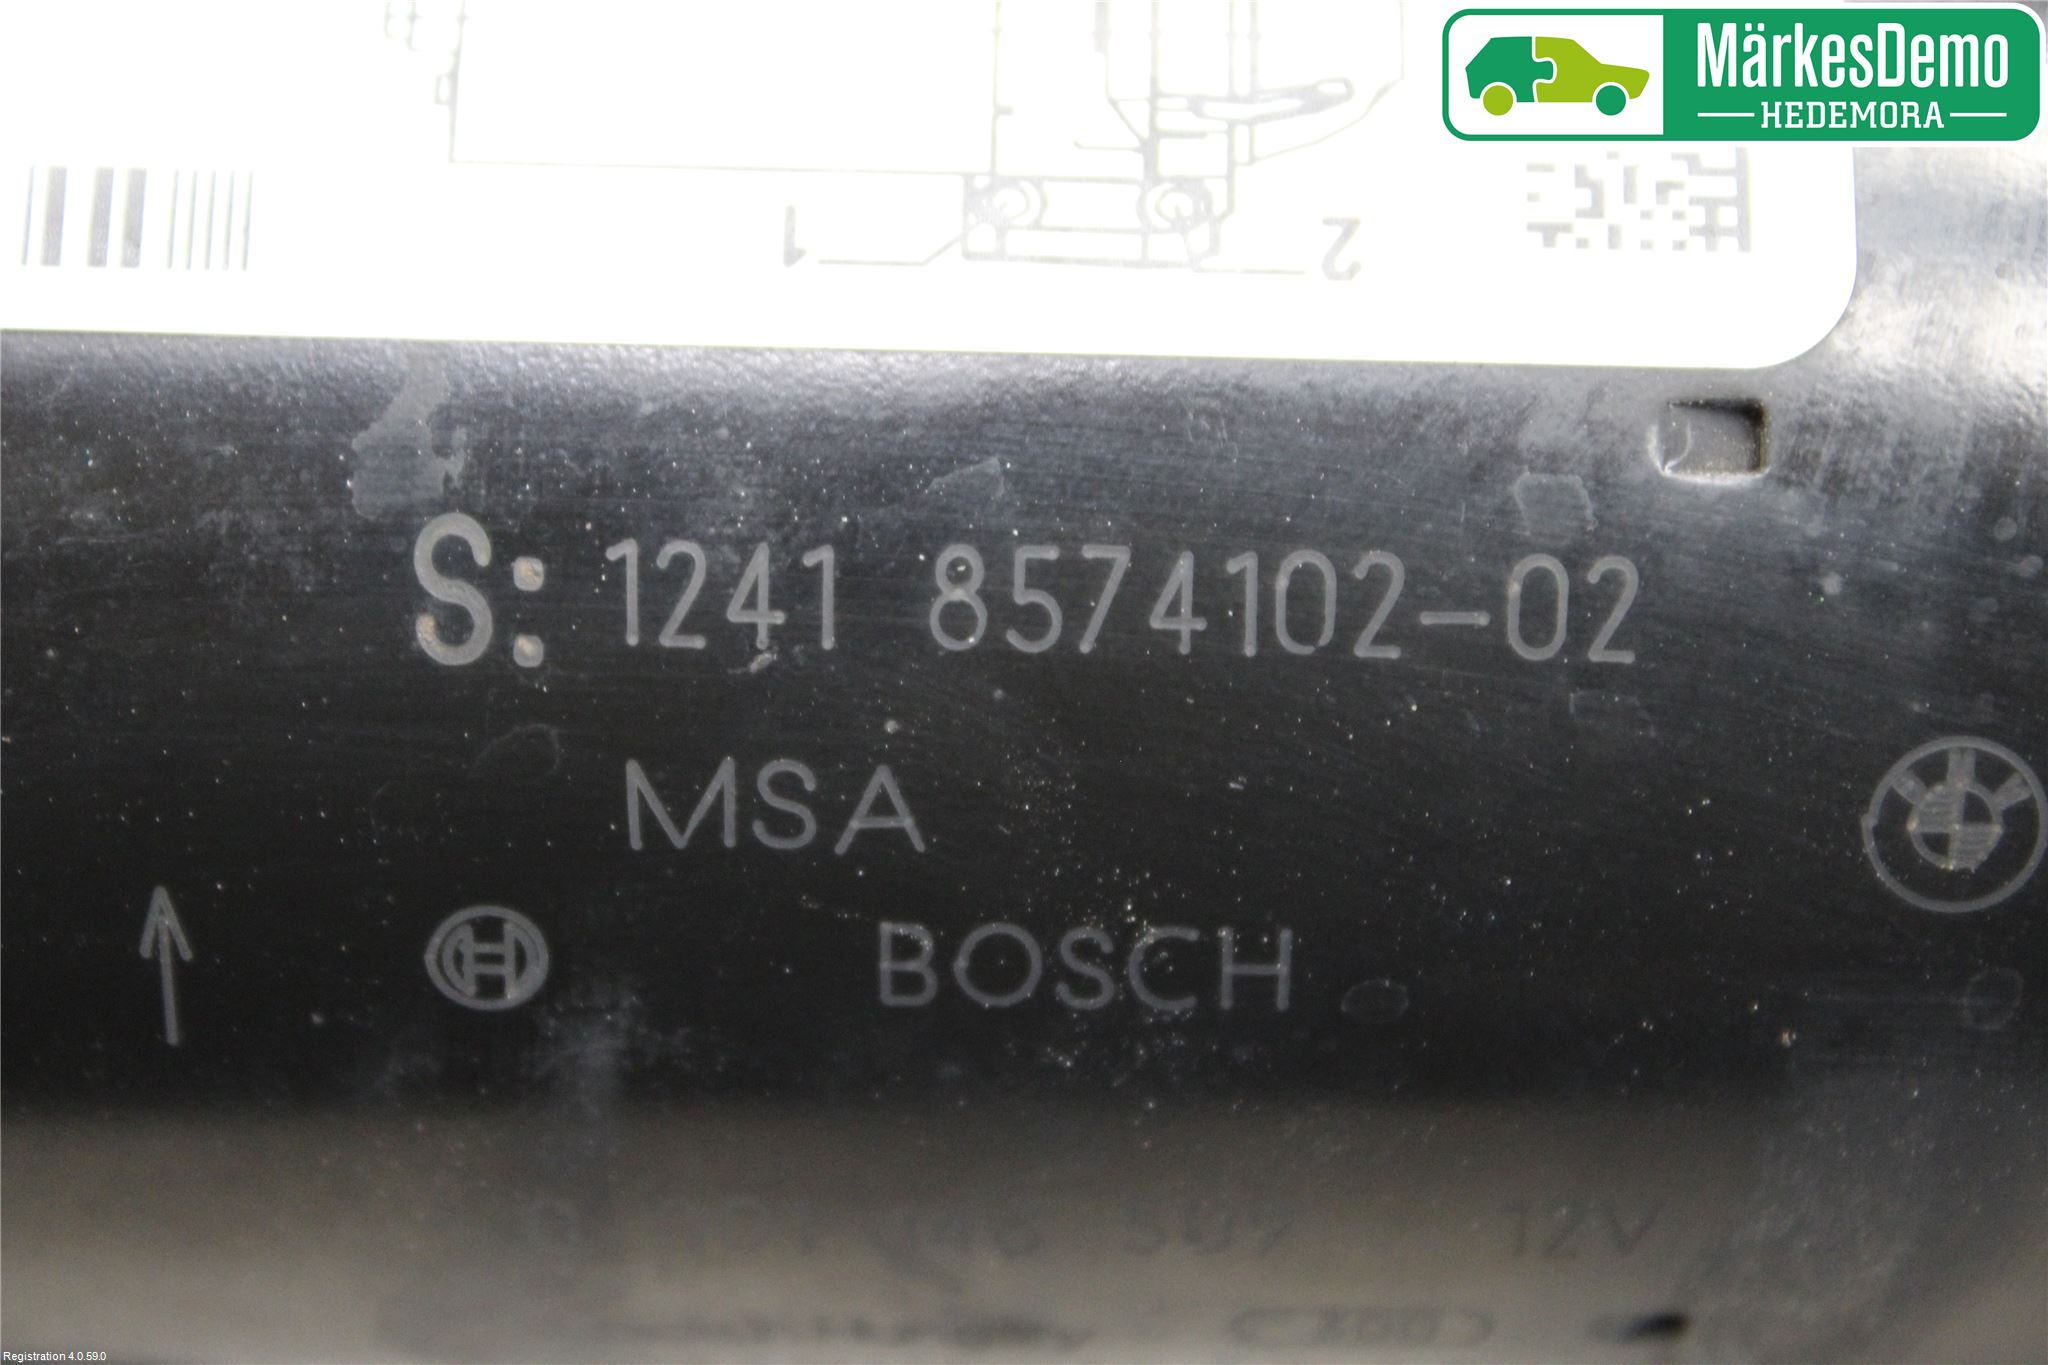 MärkesDemo
HEDEMORA
1
2
S: 1241 8574102-02
MSA
BOSCH
12V
Registration 4.0.59.0